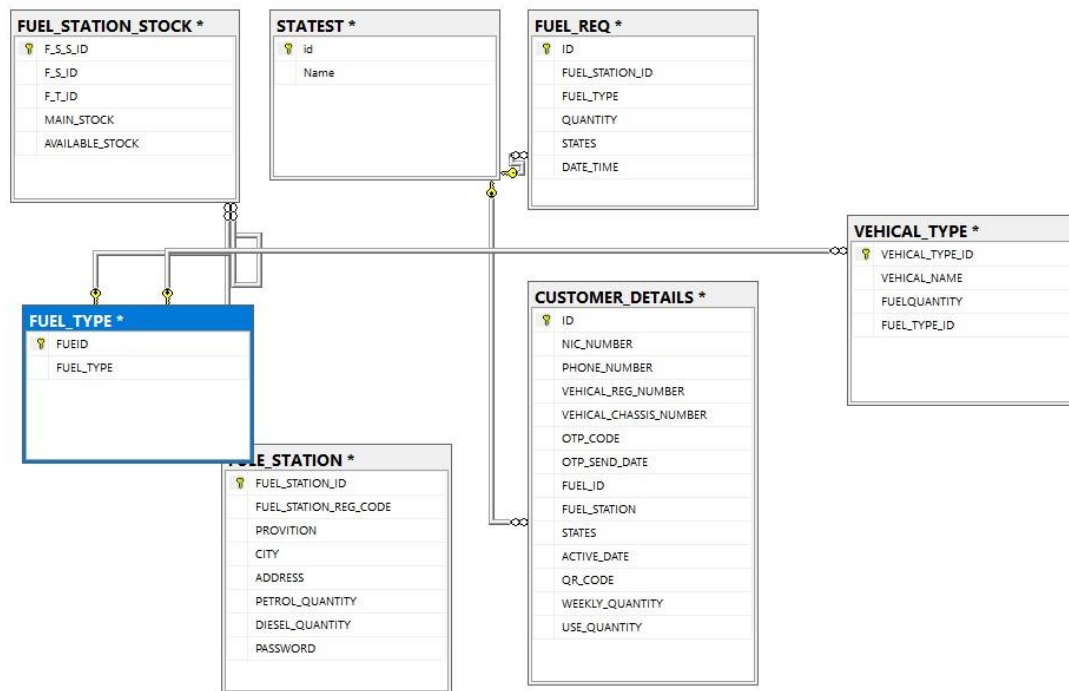 FUEL_STATION_STOCK *
F_S_S_ID
F_S_ID
F_T_ID
MAIN_STOCK
AVAILABLE_STOCK
STATEST *
id
Name
FUEL_REQ *
ID
FUEL_STATION_ID
FUEL_TYPE
QUANTITY
STATES
DATE_TIME
VEHICAL_TYPE *
VEHICAL_TYPE_ID
VEHICAL_NAME
FUELQUANTITY
FUEL_TYPE_ID
FUEL_TYPE *
FUEID
FUEL_TYPE
CUSTOMER_DETAILS *
ID
NIC_NUMBER
PHONE_NUMBER
VEHICAL_REG_NUMBER
VEHICAL_CHASSIS_NUMBER
OTP_CODE
OTP_SEND_DATE
FUEL_ID
FUEL_STATION
STATES
ACTIVE_DATE
QR_CODE
WEEKLY_QUANTITY
USE_QUANTITY
FULE_STATION *
FUEL_STATION_ID
FUEL_STATION_REG_CODE
PROVITION
CITY
ADDRESS
PETROL_QUANTITY
DIESEL_QUANTITY
PASSWORD